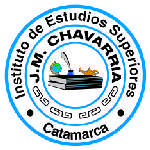 Instituto de Estudios Superiores
J.M. CHAVARRIA
Catamarca